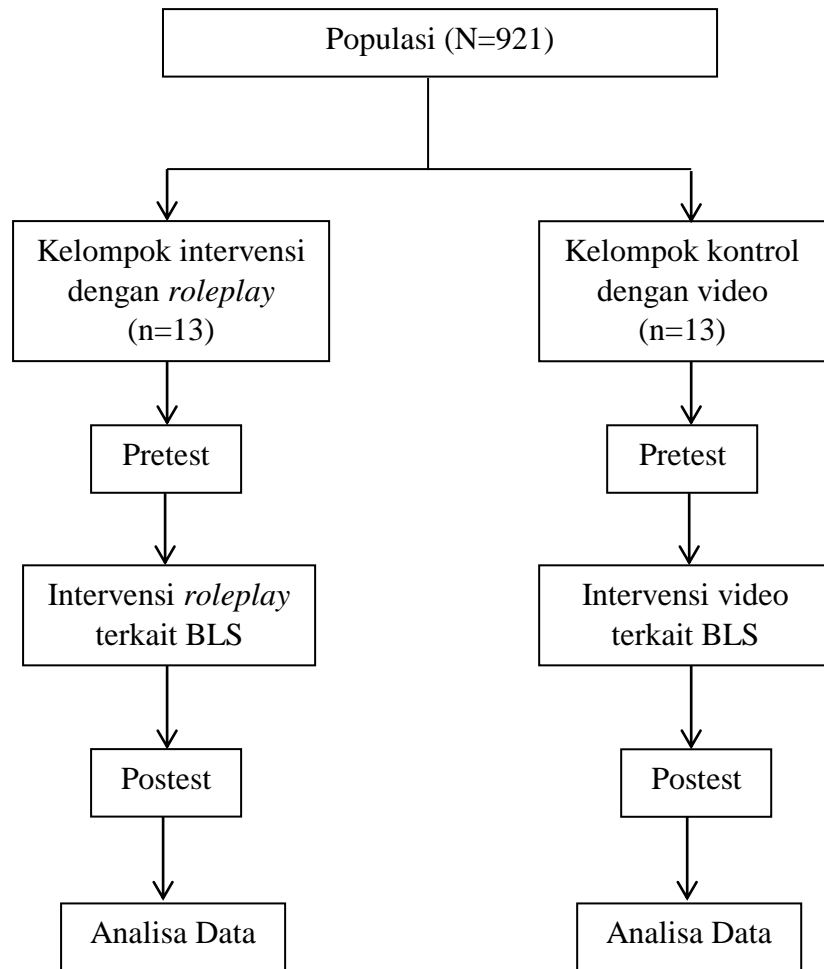 Populasi (N=921)
Kelompok intervensi
dengan roleplay
(n=13)
Kelompok kontrol
dengan video
(n=13)
Pretest
Pretest
Intervensi roleplay
terkait BLS
Intervensi video
terkait BLS
Postest
Postest
Analisa Data
Analisa Data